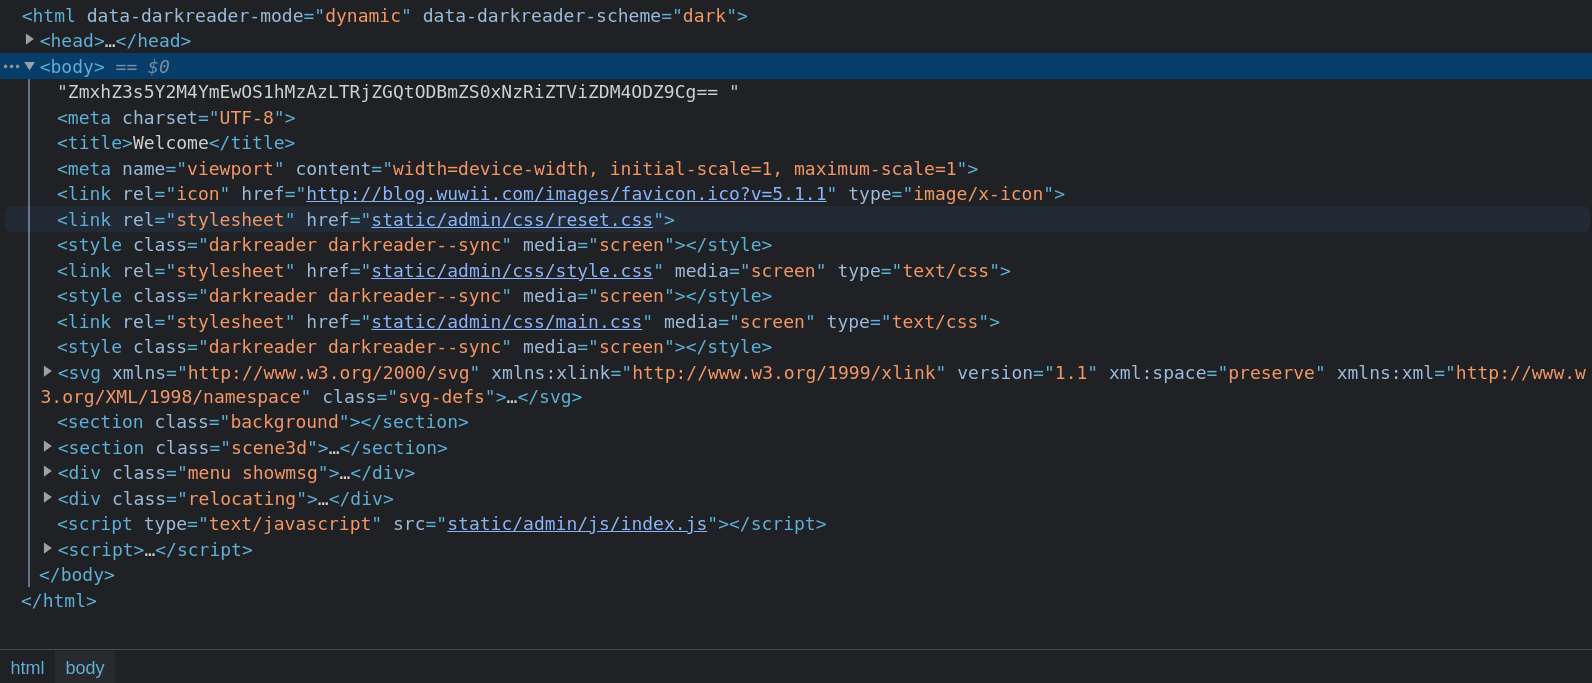 <html data-darkreader-mode="dynamic" data-darkreader-scheme="dark">
<head>…</head>
<body> == $0
"ZmxhZ3s5Y2M4YmEwOS1hMzAzLTRjZGQtODBmZS0xNzRiZTViZDM4ODZ9Cg== "
<meta charset="UTF-8">
<title>Welcome</title>
<meta name="viewport" content="width=device-width, initial-scale=1, maximum-scale=1">
<link rel="icon" href="http://blog.wuwii.com/images/favicon.ico?v=5.1.1" type="image/x-icon">
<link rel="stylesheet" href="static/admin/css/reset.css">
<style class="darkreader darkreader--sync" media="screen"></style>
<link rel="stylesheet" href="static/admin/css/style.css" media="screen" type="text/css">
<style class="darkreader darkreader--sync" media="screen"></style>
<link rel="stylesheet" href="static/admin/css/main.css" media="screen" type="text/css">
<style class="darkreader darkreader--sync" media="screen"></style>
<svg xmlns="http://www.w3.org/2000/svg" xmlns:xlink="http://www.w3.org/1999/xlink" version="1.1" xml:space="preserve" xmlns:xml="http://www.w
3.org/XML/1998/namespace" class="svg-defs">…</svg>
<section class="background"></section>
<section class="scene3d">…</section>
<div class="menu showmsg">…</div>
<div class="relocating">…</div>
<script type="text/javascript" src="static/admin/js/index.js"></script>
<script>…</script>
</body>
</html>
html body